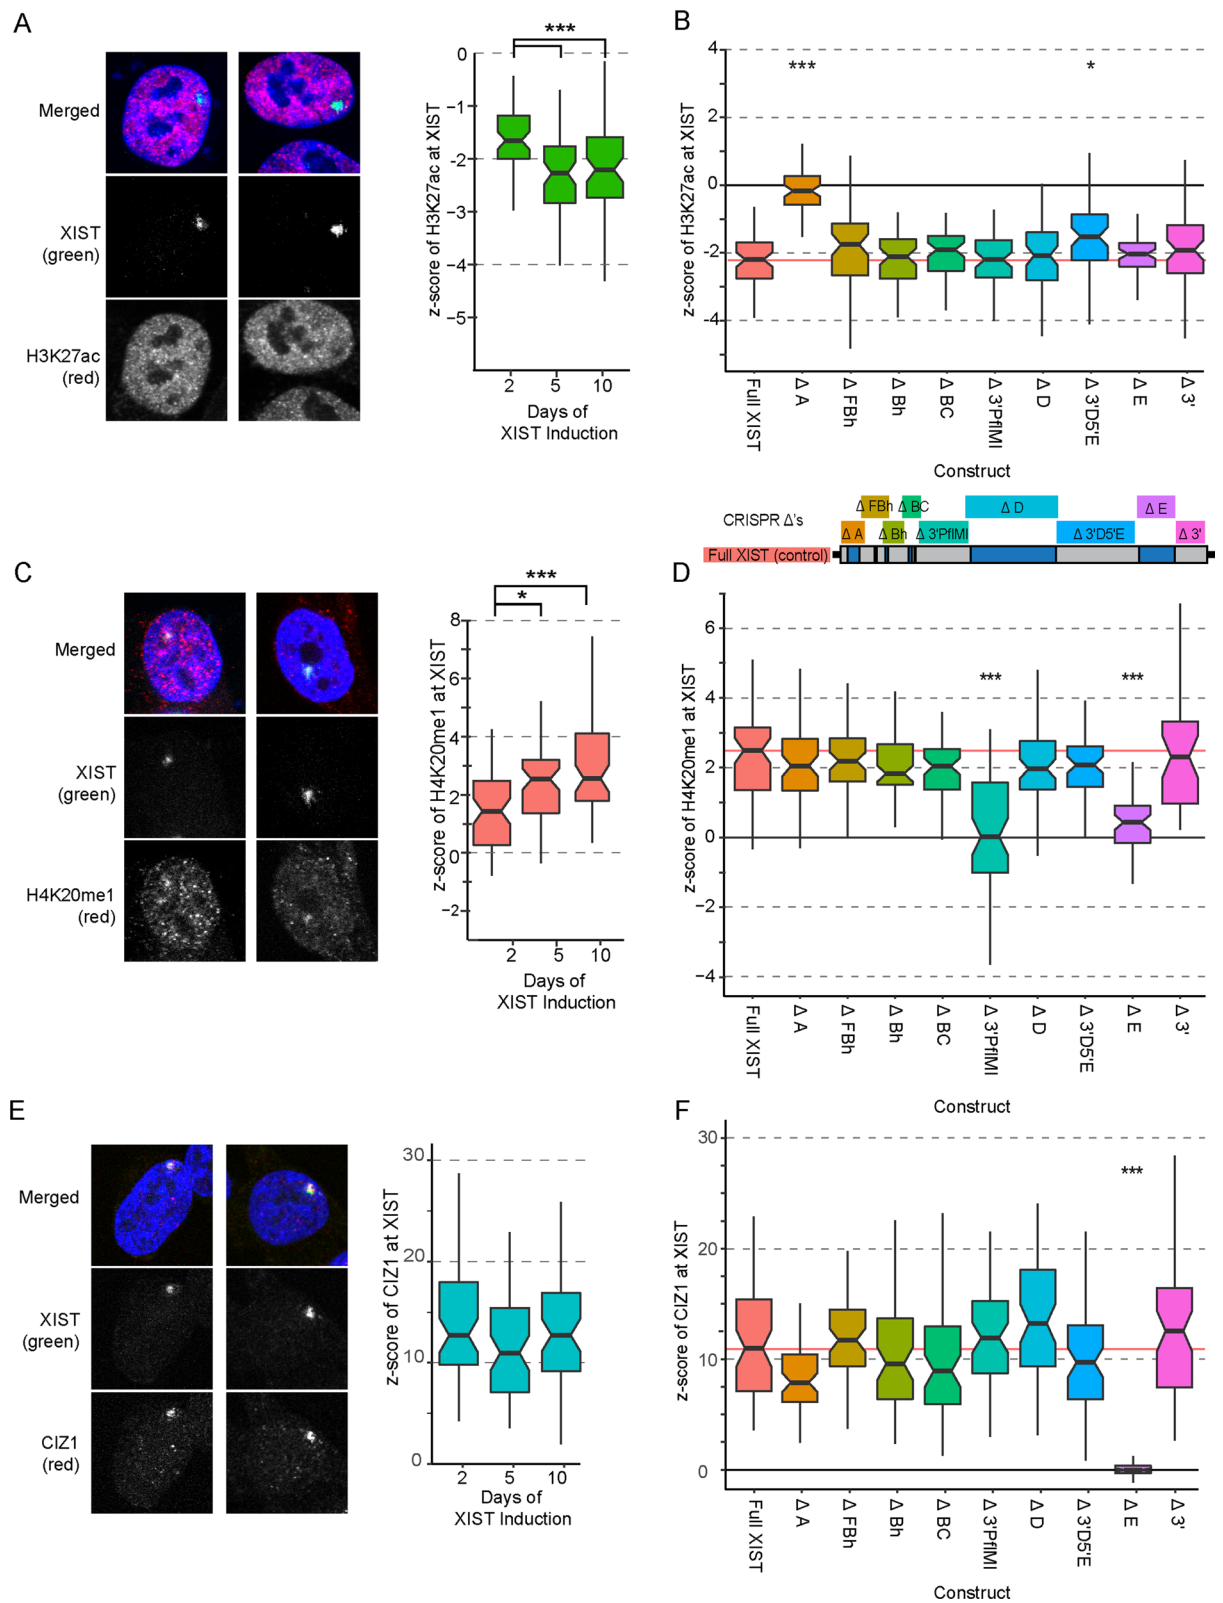 A
Merged
XIST
(green)
H3K27ac
(red)
***
z-score of H3K27ac at XIST
0
−1
−2
−3
−4
−5
2
5
10
Days of
XIST Induction
B
z-score of H3K27ac at XIST
4
2
0
-2
-4
***
*
Full XIST
Δ A
Δ FBh
Δ Bh
Δ BC
Δ 3'PflMI
Δ D
Δ 3'D5'E
Δ E
Δ 3'
Construct
CRISPR Δ's
Δ FBh
Δ BC
Δ D
Δ E
Δ A
Δ Bh
Δ 3'PflMI
Δ 3'D5'E
Δ 3'
Full XIST (control)
C
Merged
XIST
(green)
H4K20me1
(red)
***
*
z-score of H4K20me1 at XIST
8
6
4
2
0
−2
2
5
10
Days of
XIST Induction
D
z-score of H4K20me1 at XIST
6
4
2
0
−2
−4
***
***
Full XIST
Δ A
Δ FBh
Δ Bh
Δ BC
Δ 3'PflMI
Δ D
Δ 3'D5'E
Δ E
Δ 3'
Construct
E
Merged
XIST
(green)
CIZ1
(red)
z-score of CIZ1 at XIST
30
20
10
0
2
5
10
Days of
XIST Induction
F
z-score of CIZ1 at XIST
30
20
10
0
***
Full XIST
Δ A
Δ FBh
Δ Bh
Δ BC
Δ 3'PflMI
Δ D
Δ 3'D5'E
Δ E
Δ 3'
Construct